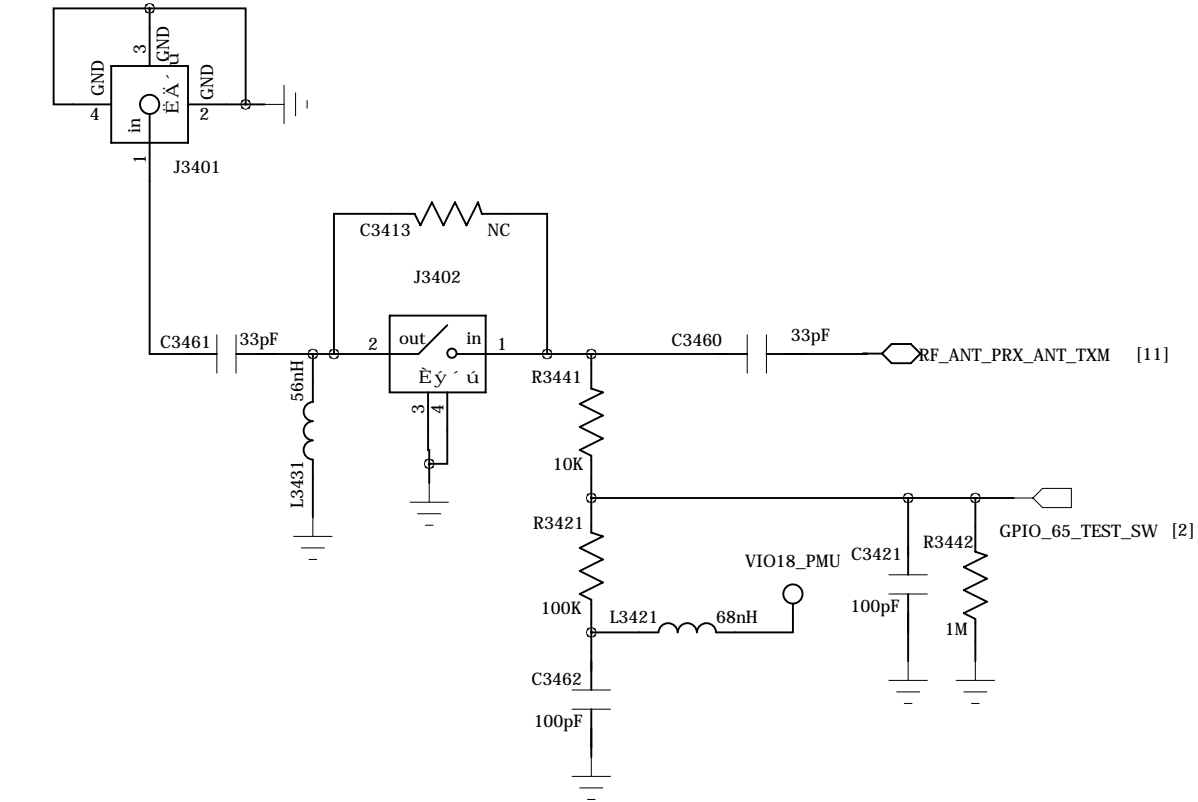 3
GND
GND
GND
ËÄ´ú
4
2
in
1
J3401
C3413
NC
J3402
C3461
33pF
2
out
in
1
C3460
33pF
RF_ANT_PRX_ANT_TXM [11]
Èý´ú
R3441
56nH
3
4
10K
L3431
R3421
GPIO_65_TEST_SW [2]
VIO18_PMU
C3421
R3442
100K
L3421
68nH
100pF
1M
C3462
100pF